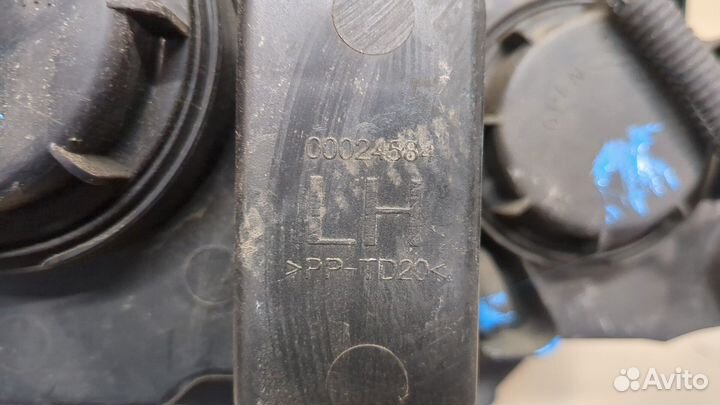 00024584
LH
>PP-TD20<
Avito